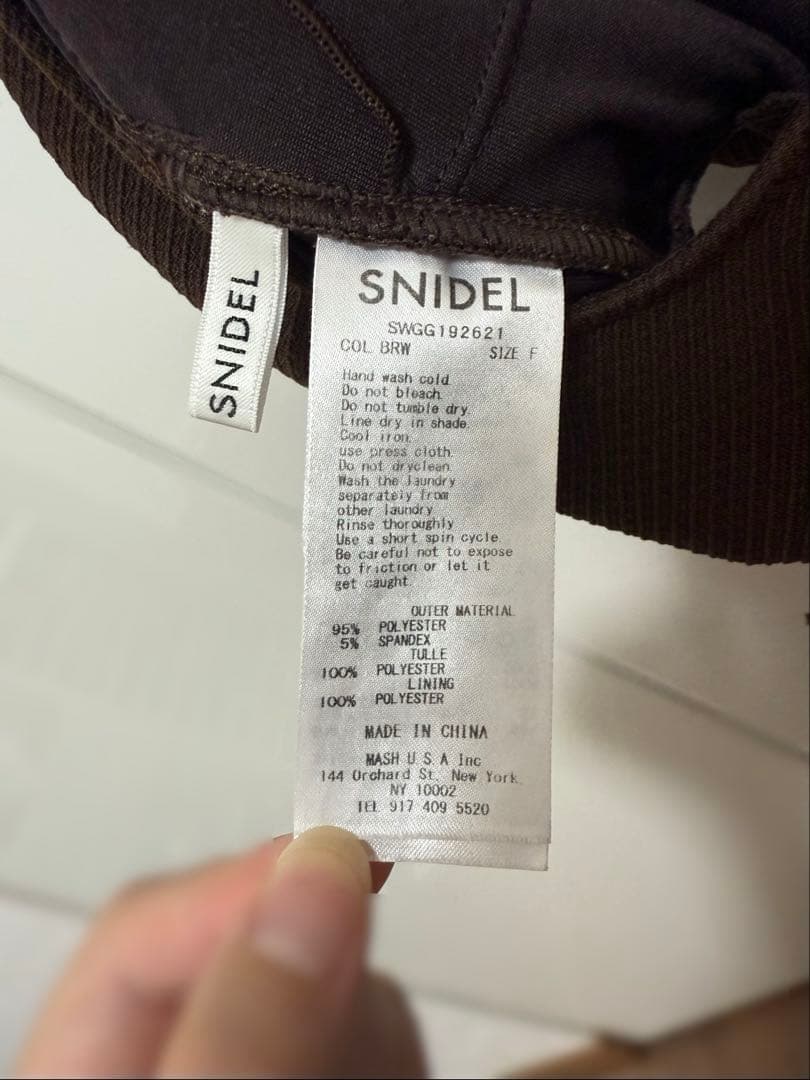 SNIDEL
SNIDEL
SWGG192621
COL BRW SIZE F
Hand wash cold
Do not bleach
Do not tumble dry
Line dry in shade
Cool iron
use press cloth
Do not dryclean
Wash the laundry
separately from
other laundry
Rinse thoroughly
Use a short spin cycle
Be careful not to expose
to friction or let it
get caught
OUTER MATERIAL
95% POLYESTER
5% SPANDEX
TULLE
100% POLYESTER
LINING
100% POLYESTER
MADE IN CHINA
MASH U.S.A Inc
144 Orchard St. New York,
NY 10002
TEL 917 409 5520